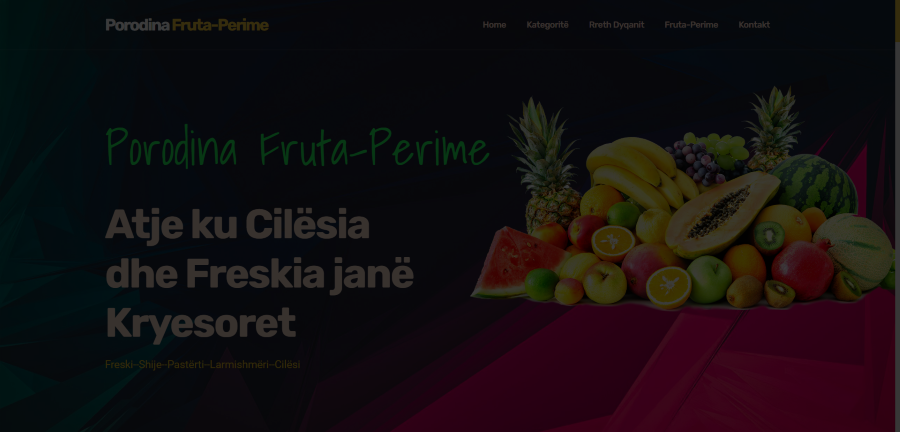 Porodina Fruta-Perime
Home Kategoritë Rreth Dyqanit Fruta-Perime Kontakt
Porodina Fruta-Perime
Atje ku Cilësia
dhe Freskia janë
Kryesoret
Freski–Shije–Pastërti–Larmishmëri–Cilësi